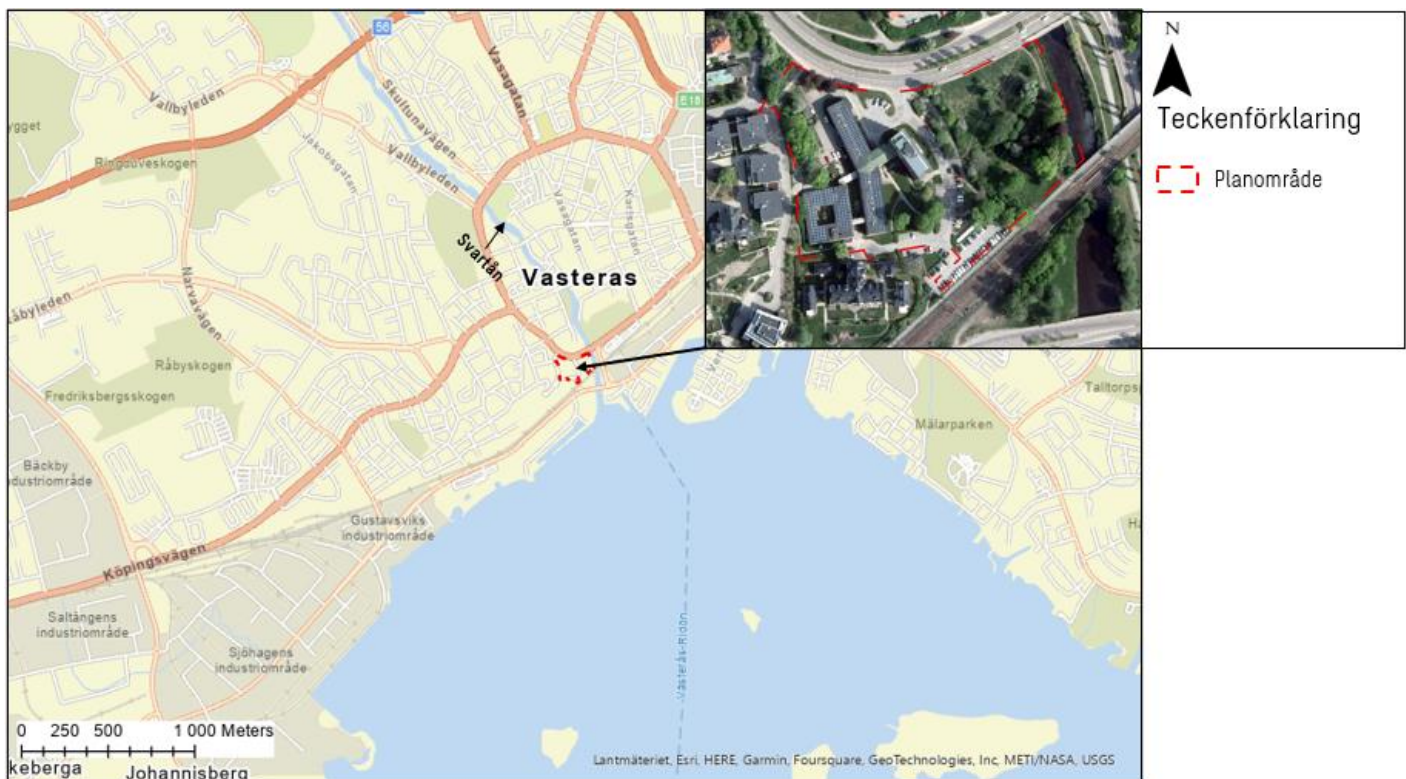 56
Vasagatan
Skultunavägen
E18
Vallbyleden
Jakobsgatan
Vallbyleden
Ringduveskogen
Vasagatan
Karlsgatan
Svartån
Vasteras
Narvavägen
Råbyskogen
Fredriksbergsskogen
Bäckby
Gustavsviks
industriområde
Köpingsvägen
Saltängens
industriområde
Sjöhagens
industriområde
Västerås-Ridön
Mälarparken
N
Teckenförklaring
Planområde
0 250 500 1 000 Meters
keberga Johannisberg
Lantmäteriet, Esri, HERE, Garmin, Foursquare, GeoTechnologies, Inc, METI/NASA, USGS